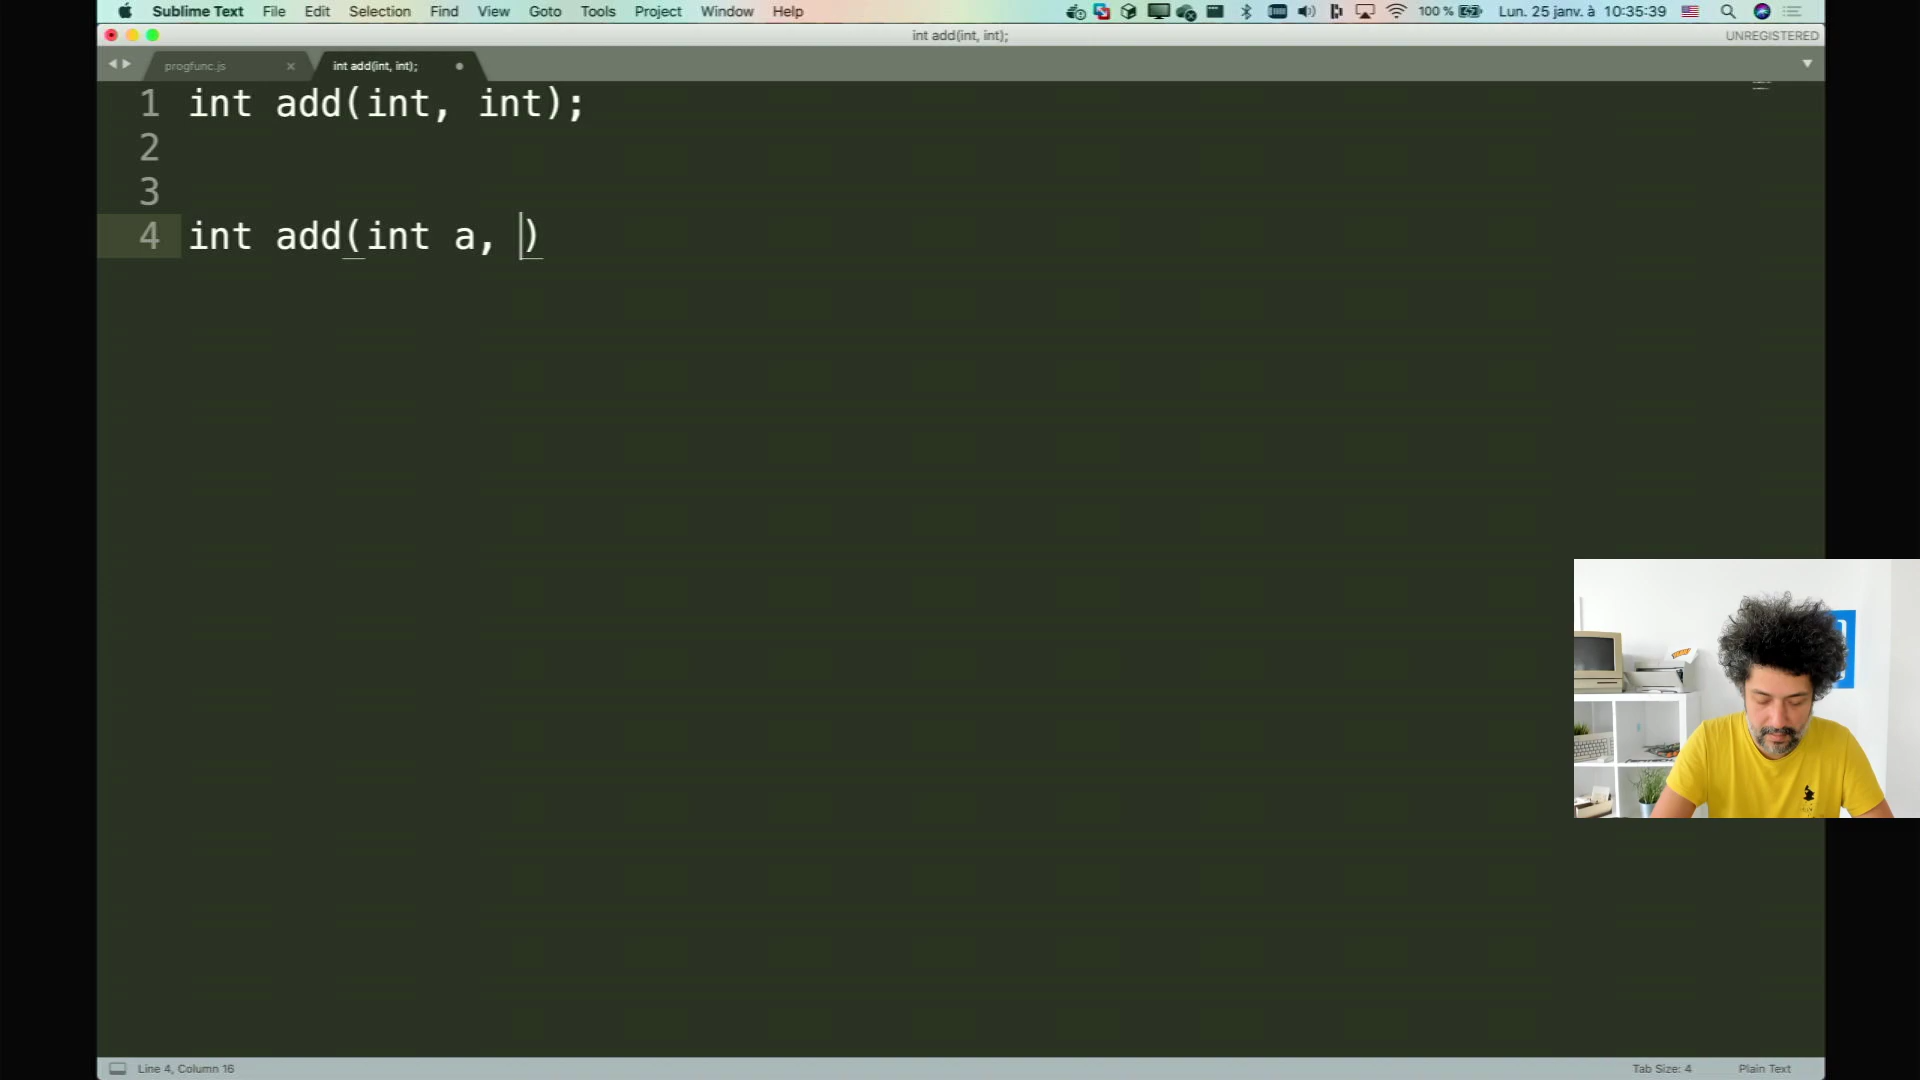 Sublime Text File Edit Selection Find View Goto Tools Project Window Help 100 % Lun. 25 janv. à 10:35:39
int add(int, int); UNREGISTERED
progfunc.js × int add(int, int);
1 int add(int, int);
2
3
4 int add(int a, )
Line 4, Column 16 Tab Size: 4 Plain Text